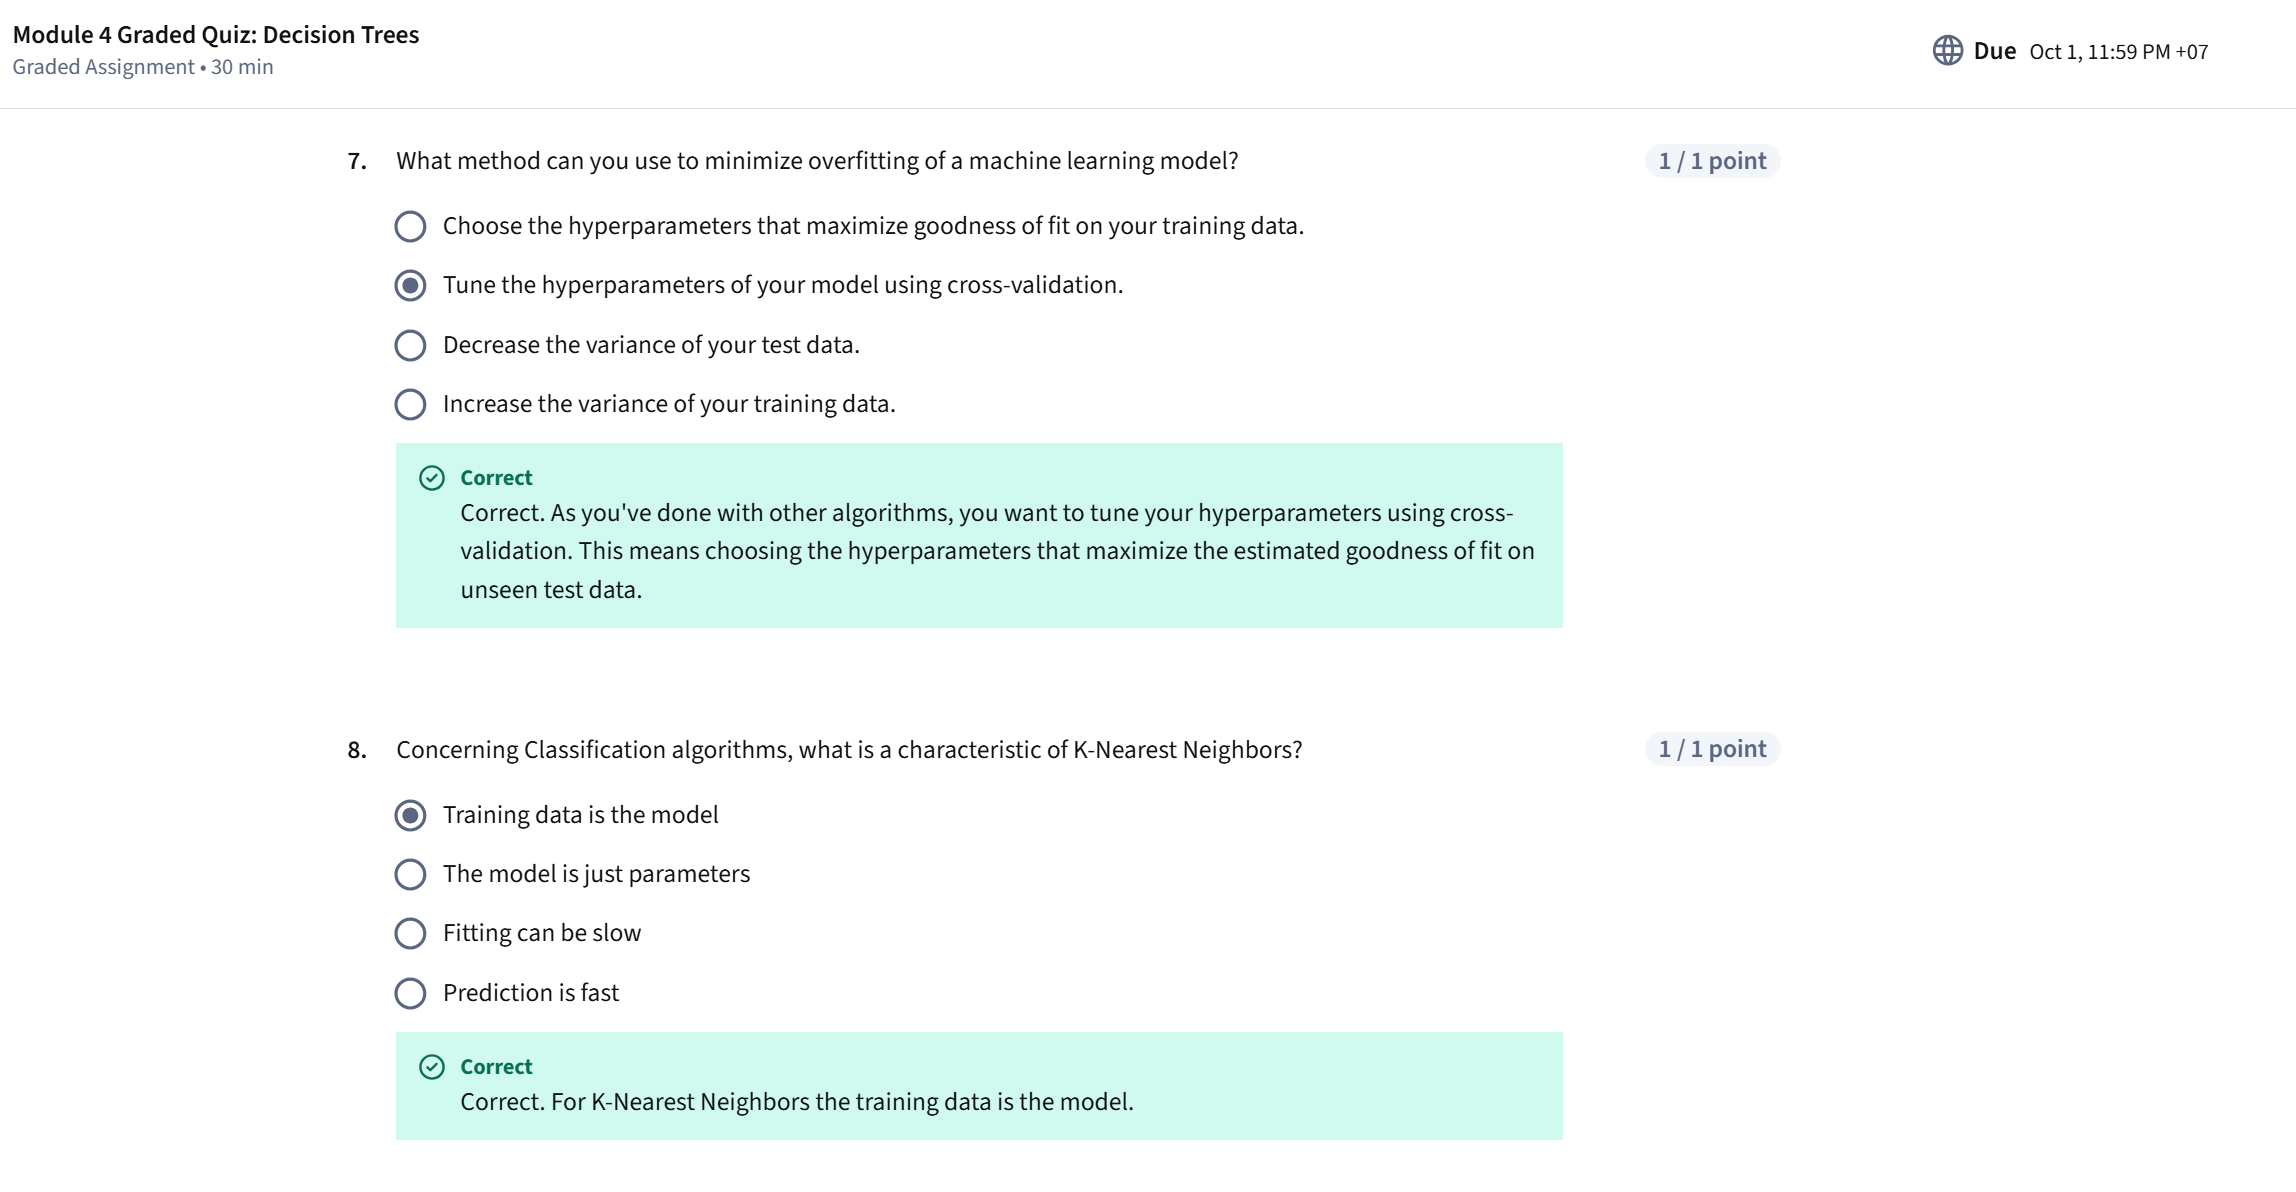 Module 4 Graded Quiz: Decision Trees
Graded Assignment • 30 min
Due Oct 1, 11:59 PM +07
7. What method can you use to minimize overfitting of a machine learning model?
1 / 1 point
Choose the hyperparameters that maximize goodness of fit on your training data.
Tune the hyperparameters of your model using cross-validation.
Decrease the variance of your test data.
Increase the variance of your training data.
Correct
Correct. As you've done with other algorithms, you want to tune your hyperparameters using cross-
validation. This means choosing the hyperparameters that maximize the estimated goodness of fit on
unseen test data.
8. Concerning Classification algorithms, what is a characteristic of K-Nearest Neighbors?
1 / 1 point
Training data is the model
The model is just parameters
Fitting can be slow
Prediction is fast
Correct
Correct. For K-Nearest Neighbors the training data is the model.